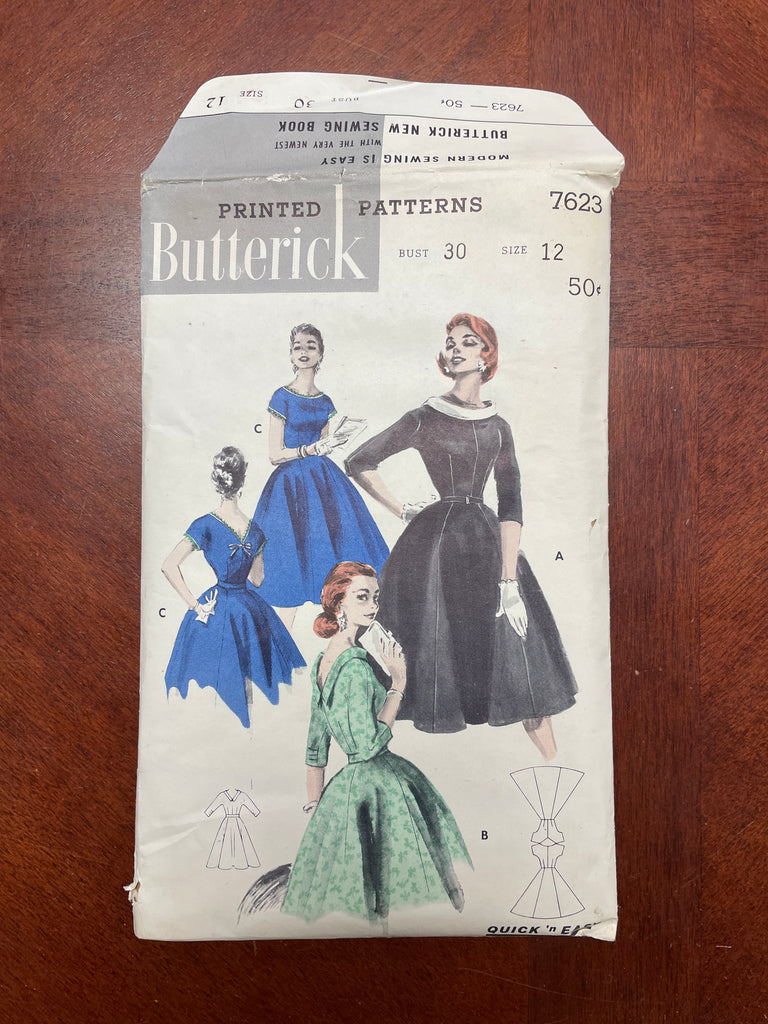 7623 — 50¢ BUST 30 SIZE 12
MODERN SEWING IS EASY
WITH THE VERY NEWEST
BUTTERICK NEW SEWING BOOK
PRINTED PATTERNS 7623
Butterick BUST 30 SIZE 12
50¢
C
A
C
B
QUICK 'n